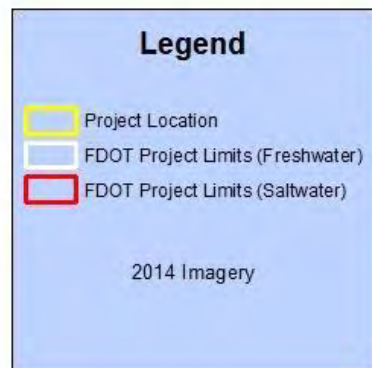 Legend
Project Location
FDOT Project Limits (Freshwater)
FDOT Project Limits (Saltwater)
2014 Imagery